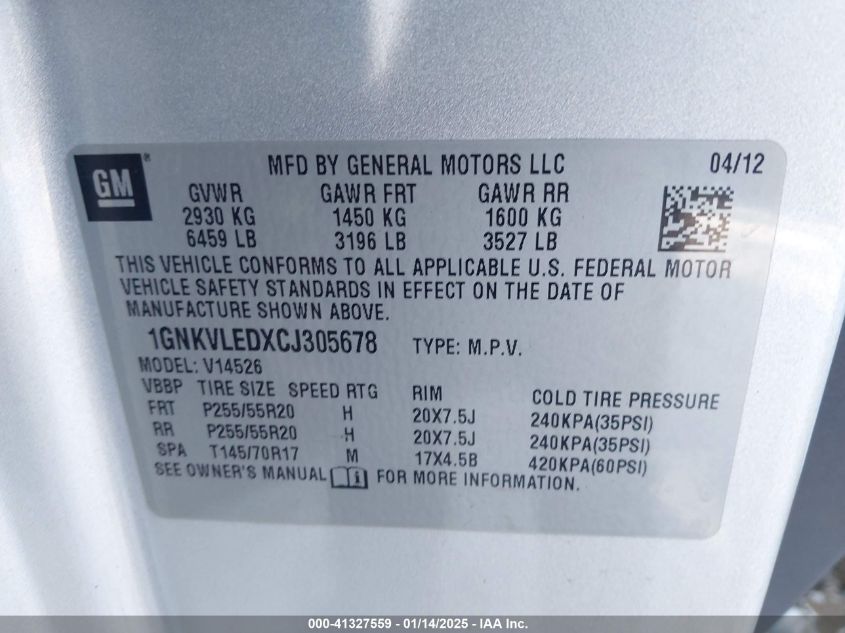 GM
MFD BY GENERAL MOTORS LLC 04/12
GVWR GAWR FRT GAWR RR
2930 KG 1450 KG 1600 KG
6459 LB 3196 LB 3527 LB
THIS VEHICLE CONFORMS TO ALL APPLICABLE U.S. FEDERAL MOTOR
VEHICLE SAFETY STANDARDS IN EFFECT ON THE DATE OF
MANUFACTURE SHOWN ABOVE.
1GNKVLEDXCJ305678 TYPE: M.P.V.
MODEL: V14526
VBBP TIRE SIZE SPEED RTG RIM COLD TIRE PRESSURE
FRT P255/55R20 H 20X7.5J 240KPA(35PSI)
RR P255/55R20 H 20X7.5J 240KPA(35PSI)
SPA T145/70R17 M 17X4.5B 420KPA(60PSI)
SEE OWNER'S MANUAL FOR MORE INFORMATION.
000-41327559 - 01/14/2025 - IAA Inc.